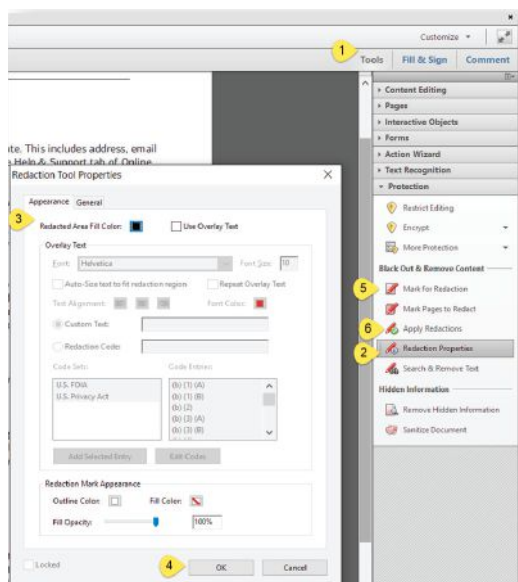 Customize
1
Tools Fill & Sign Comment
Content Editing
Pages
Interactive Objects
Forms
Action Wizard
Text Recognition
Protection
Restrict Editing
Encrypt
More Protection
Black Out & Remove Content
5 Mark for Redaction
Mark Pages to Redact
6 Apply Redactions
2 Redaction Properties
Search & Remove Text
Hidden Information
Remove Hidden Information
Sanitize Document
te. This includes address, email
Help & Support tab of Online
Redaction Tool Properties
Appearance General
3 Redacted Area Fill Color: Use Overlay Text
Overlay Text
Font: Helvetica Font Size: 10
Auto-Size text to fit redaction region Repeat Overlay Text
Text Alignment: Font Color:
Custom Text:
Redaction Code:
Code Sets: Code Entries:
U.S. FOIA (b) (1) (A)
U.S. Privacy Act (b) (1) (B)
(b) (2)
(b) (3) (A)
(b) (3) (B)
Add Selected Entry Edit Codes
Redaction Mark Appearance
Outline Color: Fill Color:
Fill Opacity: 100%
Locked 4 OK Cancel